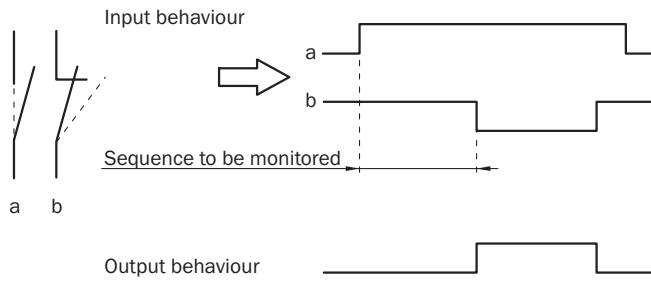 Input behaviour
a
b
Sequence to be monitored
a b
Output behaviour